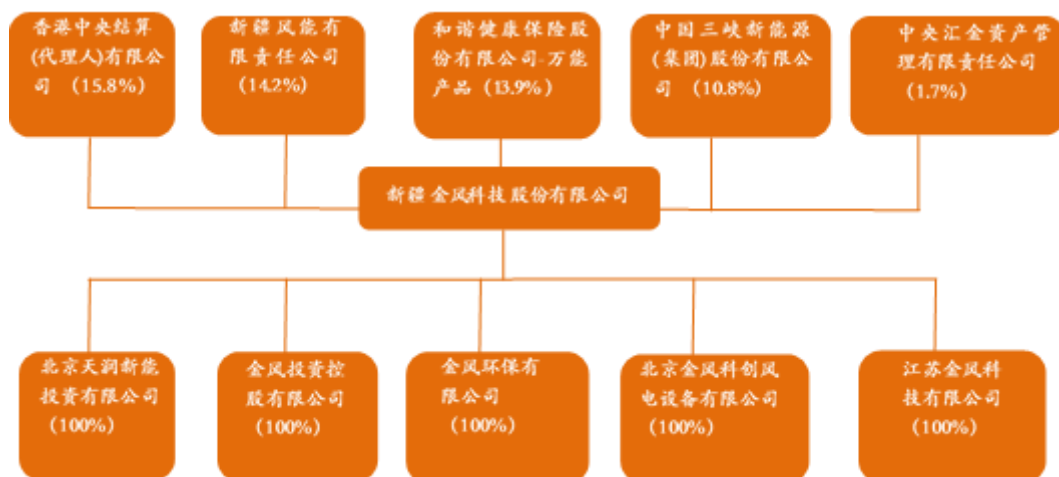 香港中央结算
(代理人)有限公
司 (15.8%)
新疆风能有
限责任公司
(14.2%)
和谐健康保险股
份有限公司-万能
产品 (13.9%)
中国三峡新能源
(集团)股份有限公
司 (10.8%)
中央汇金资产管
理有限责任公司
(1.7%)
新疆金风科技股份有限公司
北京天润新能
投资有限公司
(100%)
金风投资控
股有限公司
(100%)
金风环保有
限公司
(100%)
北京金风科创风
电设备有限公司
(100%)
江苏金风科
技有限公司
(100%)